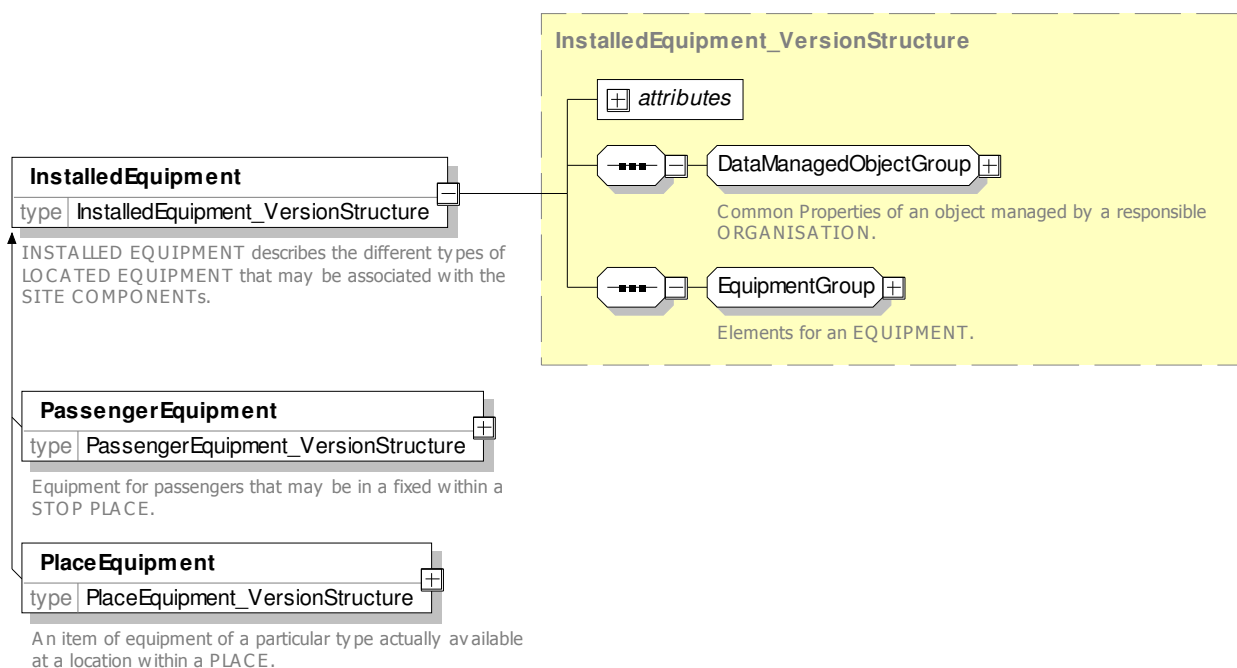 InstalledEquipment_VersionStructure
attributes
DataManagedObjectGroup
Common Properties of an object managed by a responsible
ORGANISATION.
EquipmentGroup
Elements for an EQUIPMENT.
InstalledEquipment
type InstalledEquipment_VersionStructure
INSTALLED EQUIPMENT describes the different types of
LOCATED EQUIPMENT that may be associated with the
SITE COMPONENTs.
PassengerEquipment
type PassengerEquipment_VersionStructure
Equipment for passengers that may be in a fixed within a
STOP PLACE.
PlaceEquipment
type PlaceEquipment_VersionStructure
An item of equipment of a particular type actually available
at a location within a PLACE.